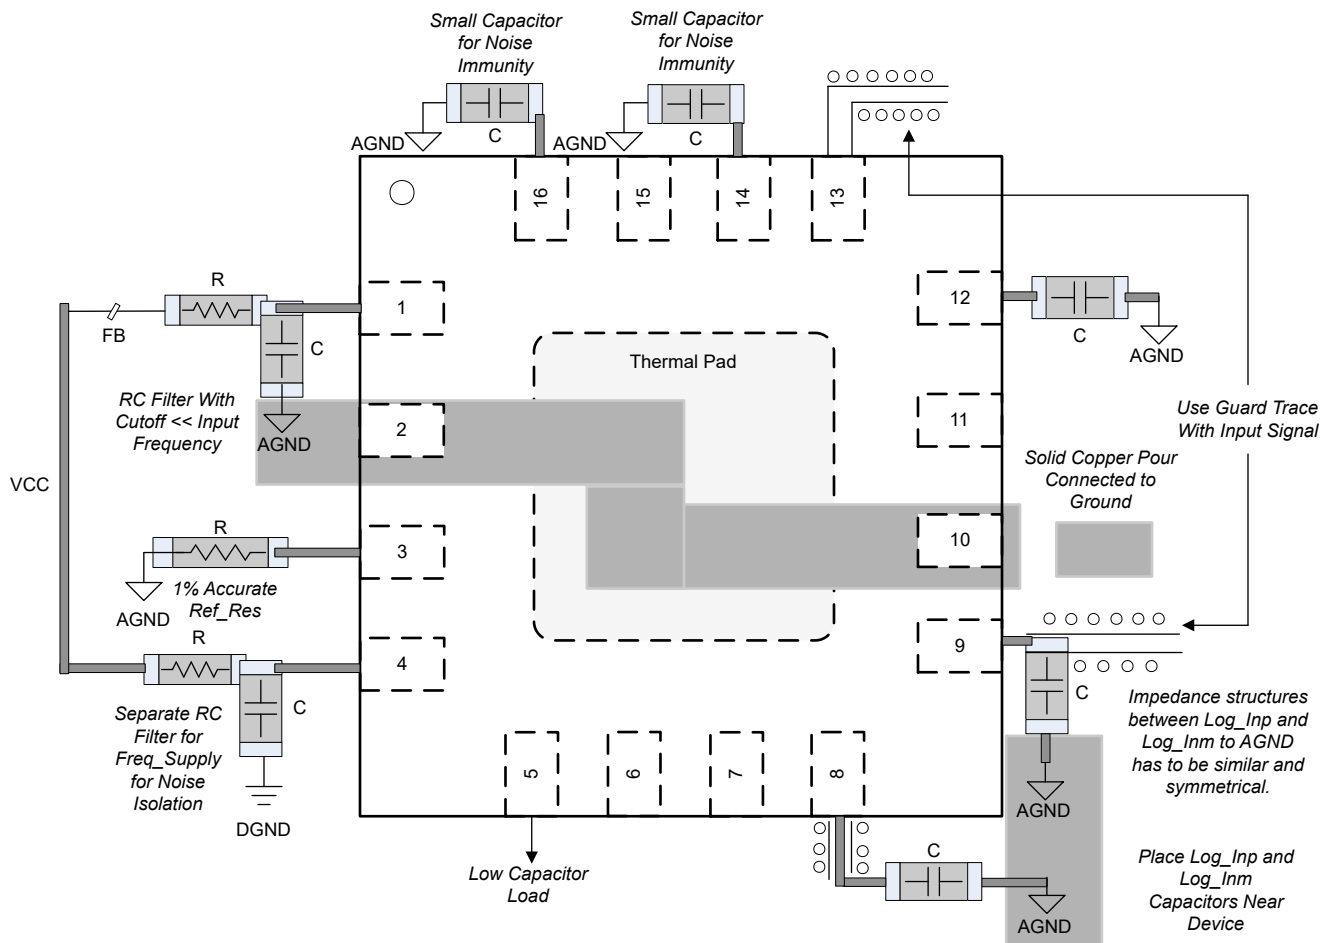 Small Capacitor
for Noise
Immunity
Small Capacitor
for Noise
Immunity
C
C
AGND
AGND
16
15
14
13
R
1
12
FB
C
C
AGND
Thermal Pad
RC Filter With
Cutoff << Input
Frequency
AGND
2
11
Use Guard Trace
With Input Signal
VCC
Solid Copper Pour
Connected to
Ground
R
3
10
1% Accurate
Ref_Res
AGND
R
4
9
C
C
Separate RC
Filter for
Freq_Supply
for Noise
Isolation
Impedance structures
between Log_Inp and
Log_Inm to AGND
has to be similar and
symmetrical.
5
6
7
8
AGND
DGND
Low Capacitor
Load
C
AGND
Place Log_Inp and
Log_Inm
Capacitors Near
Device